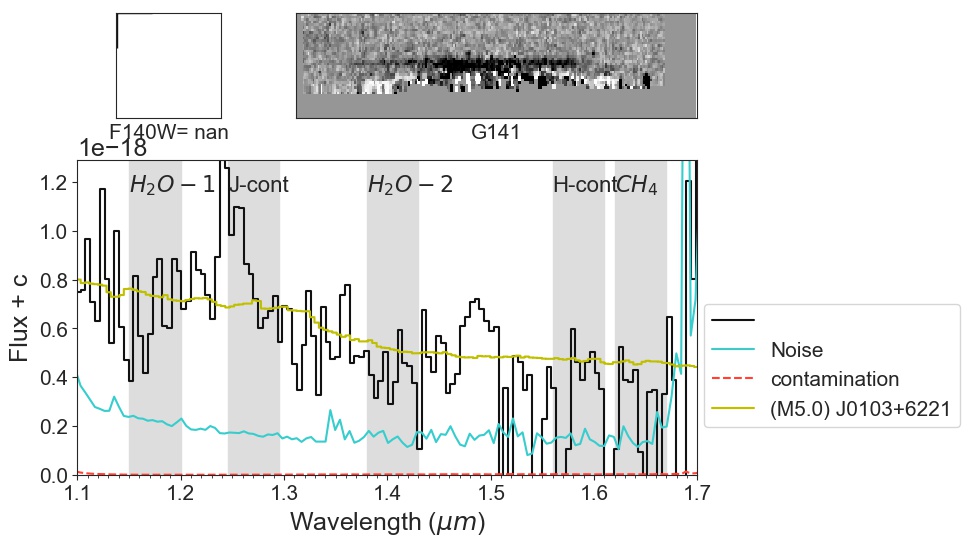 F140W= nan
G141
1e−18
H₂O − 1 J-cont H₂O − 2 H-cont CH₄
1.2
1.0
0.8
0.6
0.4
0.2
0.0
Flux + c
1.1 1.2 1.3 1.4 1.5 1.6 1.7
Wavelength (μm)
Noise
contamination
(M5.0) J0103+6221